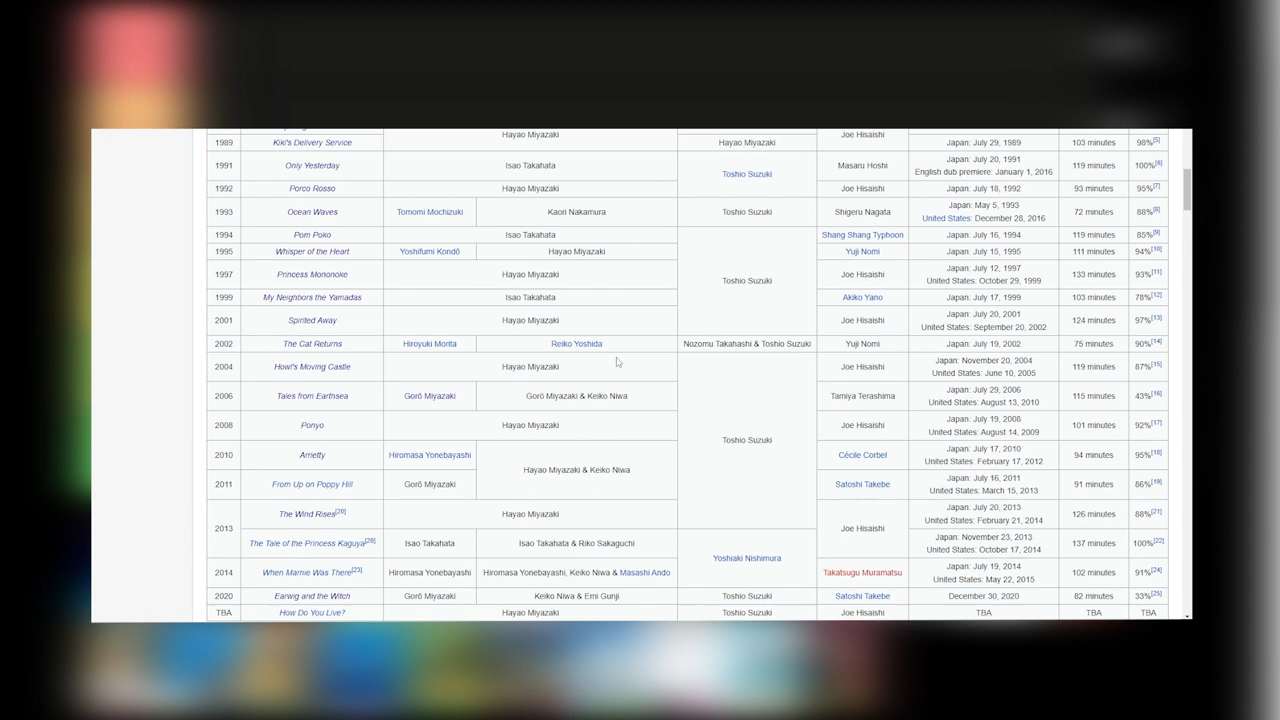 Hayao Miyazaki Joe Hisaishi
1989 Kiki's Delivery Service Hayao Miyazaki Japan: July 29, 1989 103 minutes 98%[5]
1991 Only Yesterday Isao Takahata Toshio Suzuki Masaru Hoshi Japan: July 20, 1991
English dub premiere: January 1, 2016 119 minutes 100%[6]
1992 Porco Rosso Hayao Miyazaki Joe Hisaishi Japan: July 18, 1992 93 minutes 95%[7]
1993 Ocean Waves Tomomi Mochizuki Kaori Nakamura Toshio Suzuki Shigeru Nagata Japan: May 5, 1993
United States: December 28, 2016 72 minutes 88%[8]
1994 Pom Poko Isao Takahata Shang Shang Typhoon Japan: July 16, 1994 119 minutes 85%[9]
1995 Whisper of the Heart Yoshifumi Kondō Hayao Miyazaki Yuji Nomi Japan: July 15, 1995 111 minutes 94%[10]
1997 Princess Mononoke Hayao Miyazaki Toshio Suzuki Joe Hisaishi Japan: July 12, 1997
United States: October 29, 1999 133 minutes 93%[11]
1999 My Neighbors the Yamadas Isao Takahata Akiko Yano Japan: July 17, 1999 103 minutes 78%[12]
2001 Spirited Away Hayao Miyazaki Joe Hisaishi Japan: July 20, 2001
United States: September 20, 2002 124 minutes 97%[13]
2002 The Cat Returns Hiroyuki Morita Reiko Yoshida Nozomu Takahashi & Toshio Suzuki Yuji Nomi Japan: July 19, 2002 75 minutes 90%[14]
2004 Howl's Moving Castle Hayao Miyazaki Joe Hisaishi Japan: November 20, 2004
United States: June 10, 2005 119 minutes 87%[15]
2006 Tales from Earthsea Gorō Miyazaki Gorō Miyazaki & Keiko Niwa Tamiya Terashima Japan: July 29, 2006
United States: August 13, 2010 115 minutes 43%[16]
2008 Ponyo Hayao Miyazaki Toshio Suzuki Joe Hisaishi Japan: July 19, 2008
United States: August 14, 2009 101 minutes 92%[17]
2010 Arrietty Hiromasa Yonebayashi Hayao Miyazaki & Keiko Niwa Cécile Corbel Japan: July 17, 2010
United States: February 17, 2012 94 minutes 95%[18]
2011 From Up on Poppy Hill Gorō Miyazaki Satoshi Takebe Japan: July 16, 2011
United States: March 15, 2013 91 minutes 86%[19]
2013 The Wind Rises[20] Hayao Miyazaki Joe Hisaishi Japan: July 20, 2013
United States: February 21, 2014 126 minutes 88%[21]
The Tale of the Princess Kaguya[26] Isao Takahata Isao Takahata & Riko Sakaguchi Yoshiaki Nishimura Japan: November 23, 2013
United States: October 17, 2014 137 minutes 100%[22]
2014 When Marnie Was There[23] Hiromasa Yonebayashi Hiromasa Yonebayashi, Keiko Niwa & Masashi Ando Takatsugu Muramatsu Japan: July 19, 2014
United States: May 22, 2015 102 minutes 91%[24]
2020 Earwig and the Witch Gorō Miyazaki Keiko Niwa & Emi Gunji Toshio Suzuki Satoshi Takebe December 30, 2020 82 minutes 33%[25]
TBA How Do You Live? Hayao Miyazaki Toshio Suzuki Joe Hisaishi TBA TBA TBA